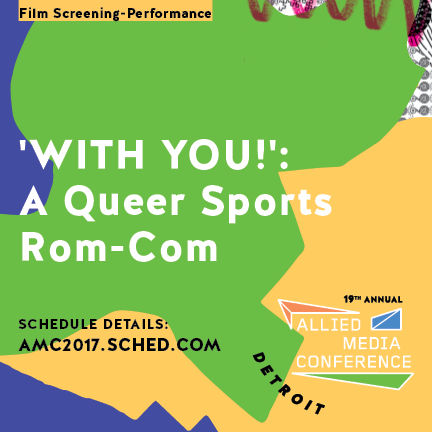 Film Screening-Performance
'WITH YOU!':
A Queer Sports
Rom-Com
SCHEDULE DETAILS:
AMC2017.SCHED.COM
19TH ANNUAL
ALLIED
MEDIA
CONFERENCE
DETROIT